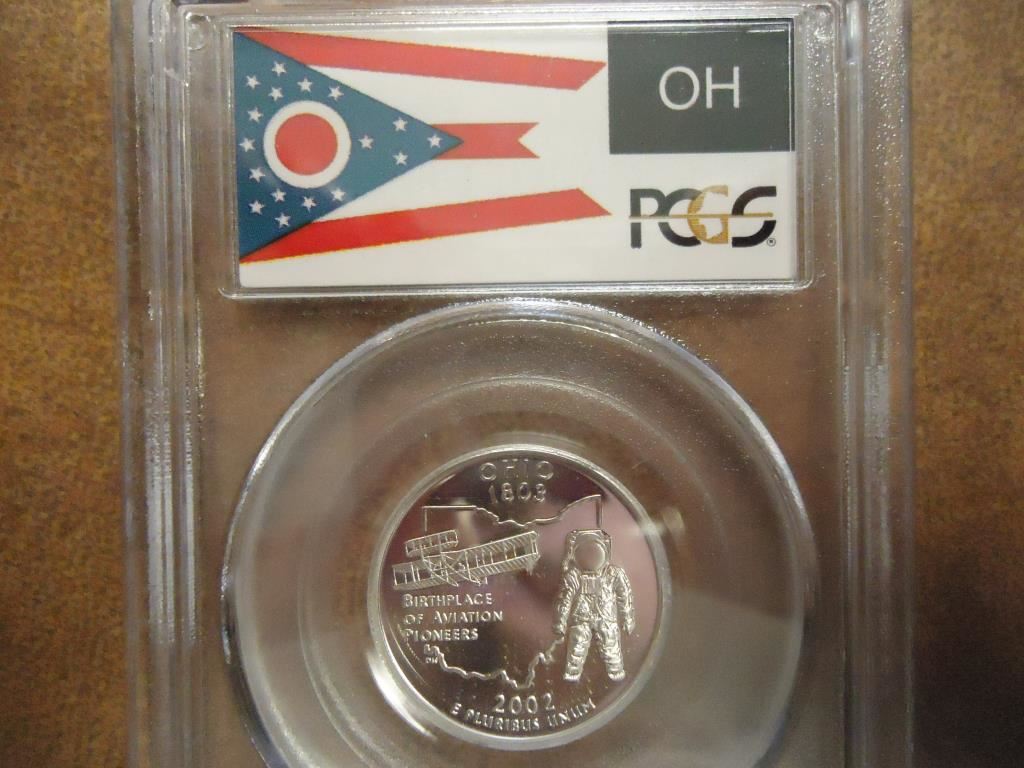 OH
PCGS
OHIO
1803
BIRTHPLACE
OF AVIATION
PIONEERS
2002
E PLURIBUS UNUM